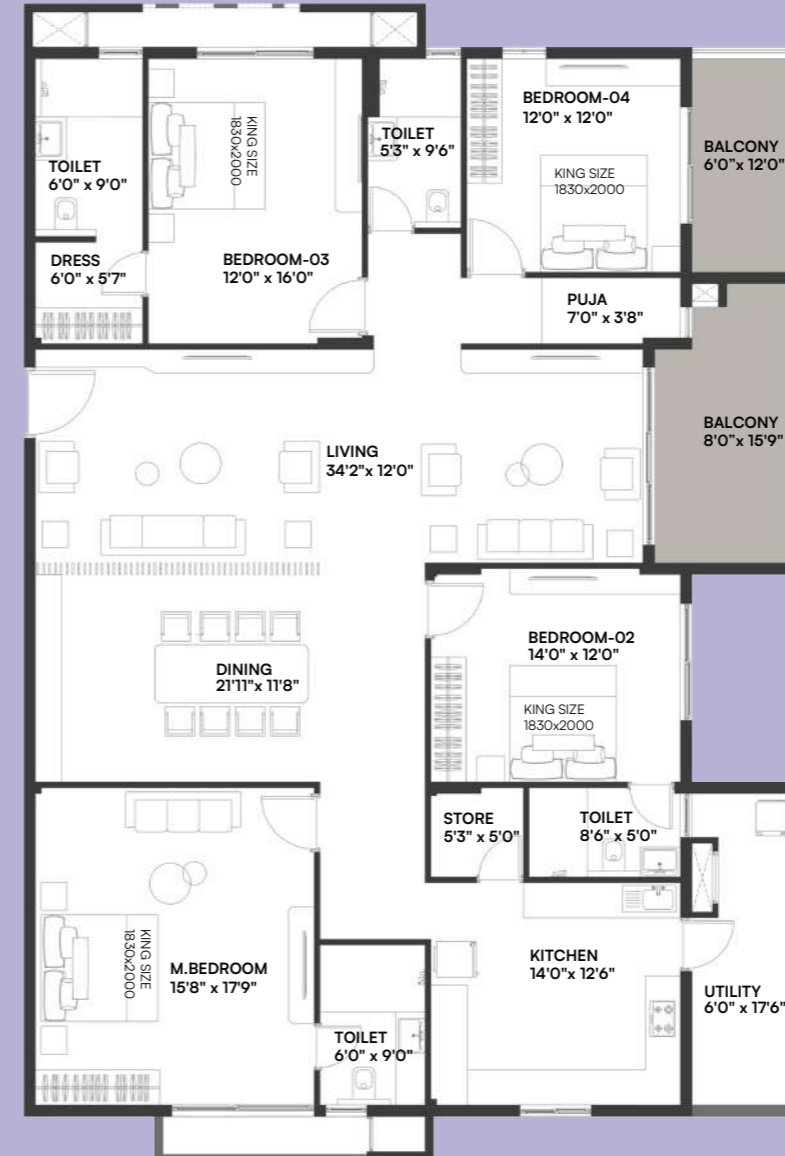 BEDROOM-04
12'0" x 12'0"
KING SIZE
1830x2000
TOILET
5'3" x 9'6"
BALCONY
6'0"x 12'0"
KING SIZE
1830x2000
TOILET
6'0" x 9'0"
DRESS
6'0" x 5'7"
BEDROOM-03
12'0" x 16'0"
PUJA
7'0" x 3'8"
BALCONY
8'0"x 15'9"
LIVING
34'2"x 12'0"
BEDROOM-02
14'0" x 12'0"
KING SIZE
1830x2000
DINING
21'11"x 11'8"
STORE
5'3" x 5'0"
TOILET
8'6" x 5'0"
KING SIZE
1830x2000
M.BEDROOM
15'8" x 17'9"
KITCHEN
14'0"x 12'6"
UTILITY
6'0" x 17'6"
TOILET
6'0" x 9'0"